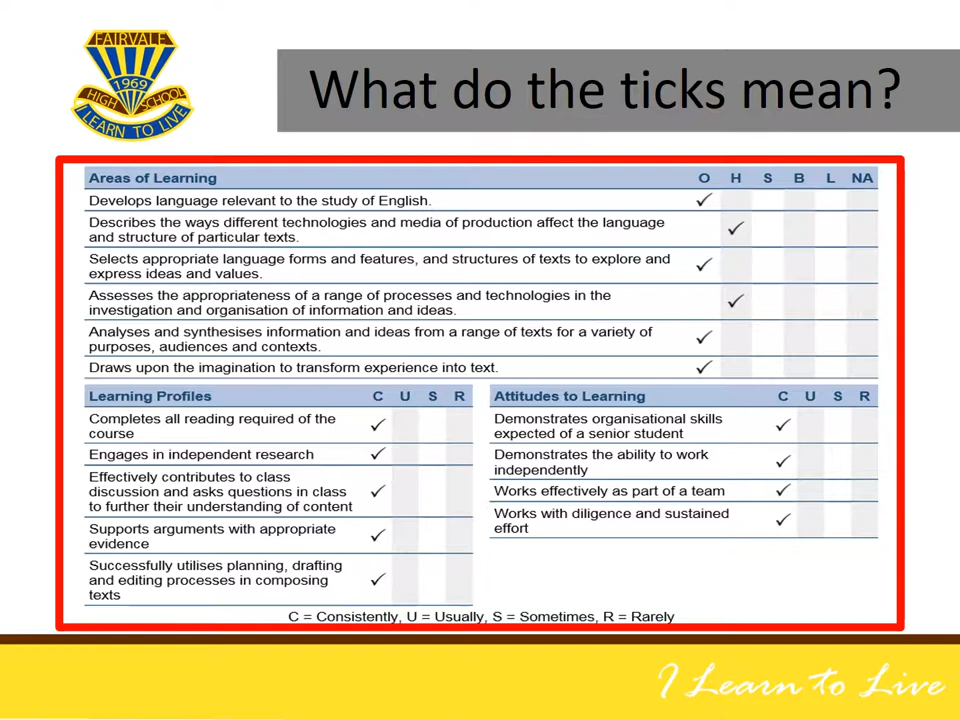 FAIRVALE
1969
HIGH SCHOOL
I LEARN TO LIVE
What do the ticks mean?
Areas of Learning O H S B L NA
Develops language relevant to the study of English. ✓
Describes the ways different technologies and media of production affect the language
and structure of particular texts. ✓
Selects appropriate language forms and features, and structures of texts to explore and
express ideas and values. ✓
Assesses the appropriateness of a range of processes and technologies in the
investigation and organisation of information and ideas. ✓
Analyses and synthesises information and ideas from a range of texts for a variety of
purposes, audiences and contexts. ✓
Draws upon the imagination to transform experience into text. ✓
Learning Profiles C U S R
Completes all reading required of the
course ✓
Engages in independent research ✓
Effectively contributes to class
discussion and asks questions in class
to further their understanding of content ✓
Supports arguments with appropriate
evidence ✓
Successfully utilises planning, drafting
and editing processes in composing
texts ✓
Attitudes to Learning C U S R
Demonstrates organisational skills
expected of a senior student ✓
Demonstrates the ability to work
independently ✓
Works effectively as part of a team ✓
Works with diligence and sustained
effort ✓
C = Consistently, U = Usually, S = Sometimes, R = Rarely
I Learn to Live